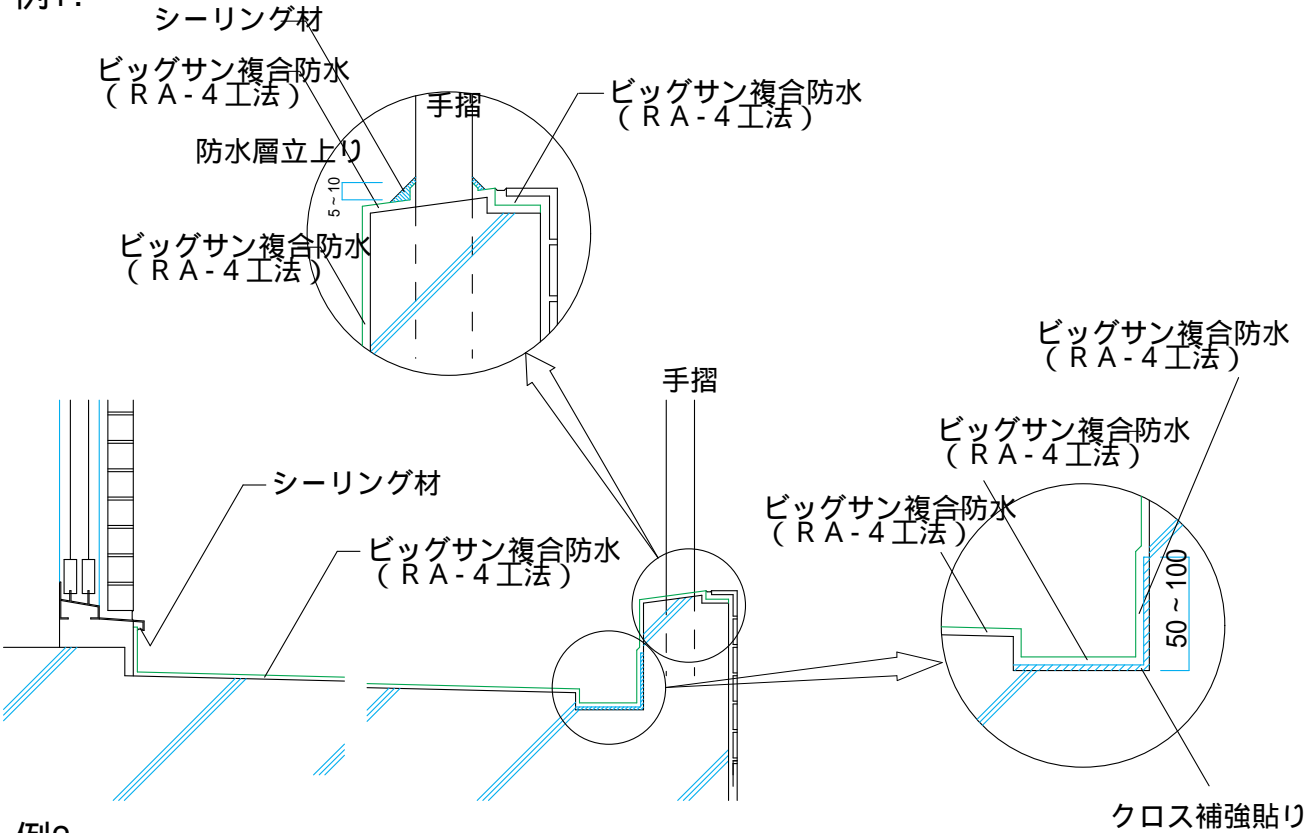 例1.
シーリング材
ビッグサン複合防水
（ＲＡ-４工法）
手摺
ビッグサン複合防水
（ＲＡ-４工法）
防水層立上り
5～10
ビッグサン複合防水
（ＲＡ-４工法）
手摺
ビッグサン複合防水
（ＲＡ-４工法）
ビッグサン複合防水
（ＲＡ-４工法）
シーリング材
ビッグサン複合防水
（ＲＡ-４工法）
ビッグサン複合防水
（ＲＡ-４工法）
50～100
クロス補強貼り